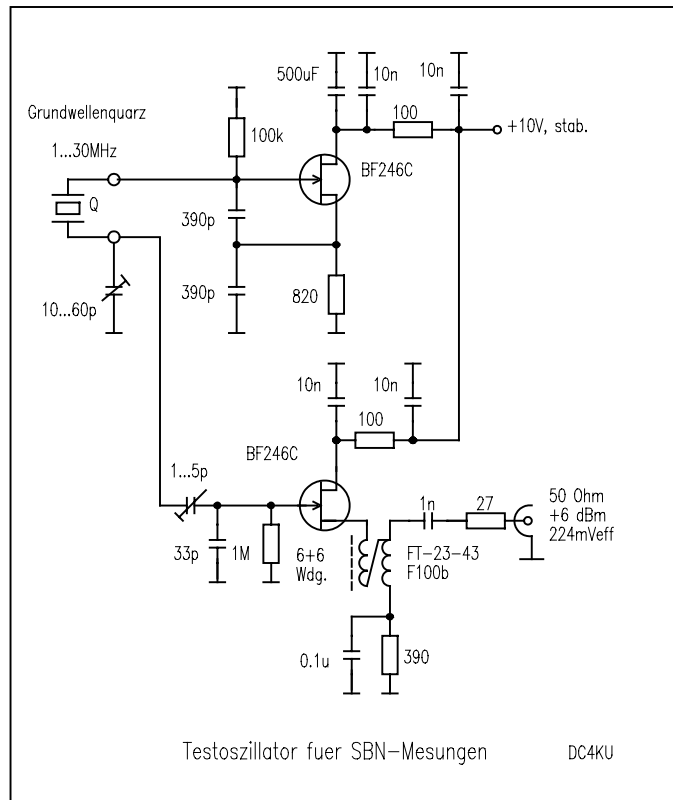 500uF
10n
10n
100
+10V, stab.
Grundwellenquarz
1...30MHz
100k
BF246C
Q
390p
390p
820
10...60p
10n
10n
100
BF246C
1...5p
33p
1M
6+6
Wdg.
1n
27
50 Ohm
+6 dBm
224mVeff
FT-23-43
F100b
0.1u
390
Testoszillator fuer SBN-Mesungen
DC4KU